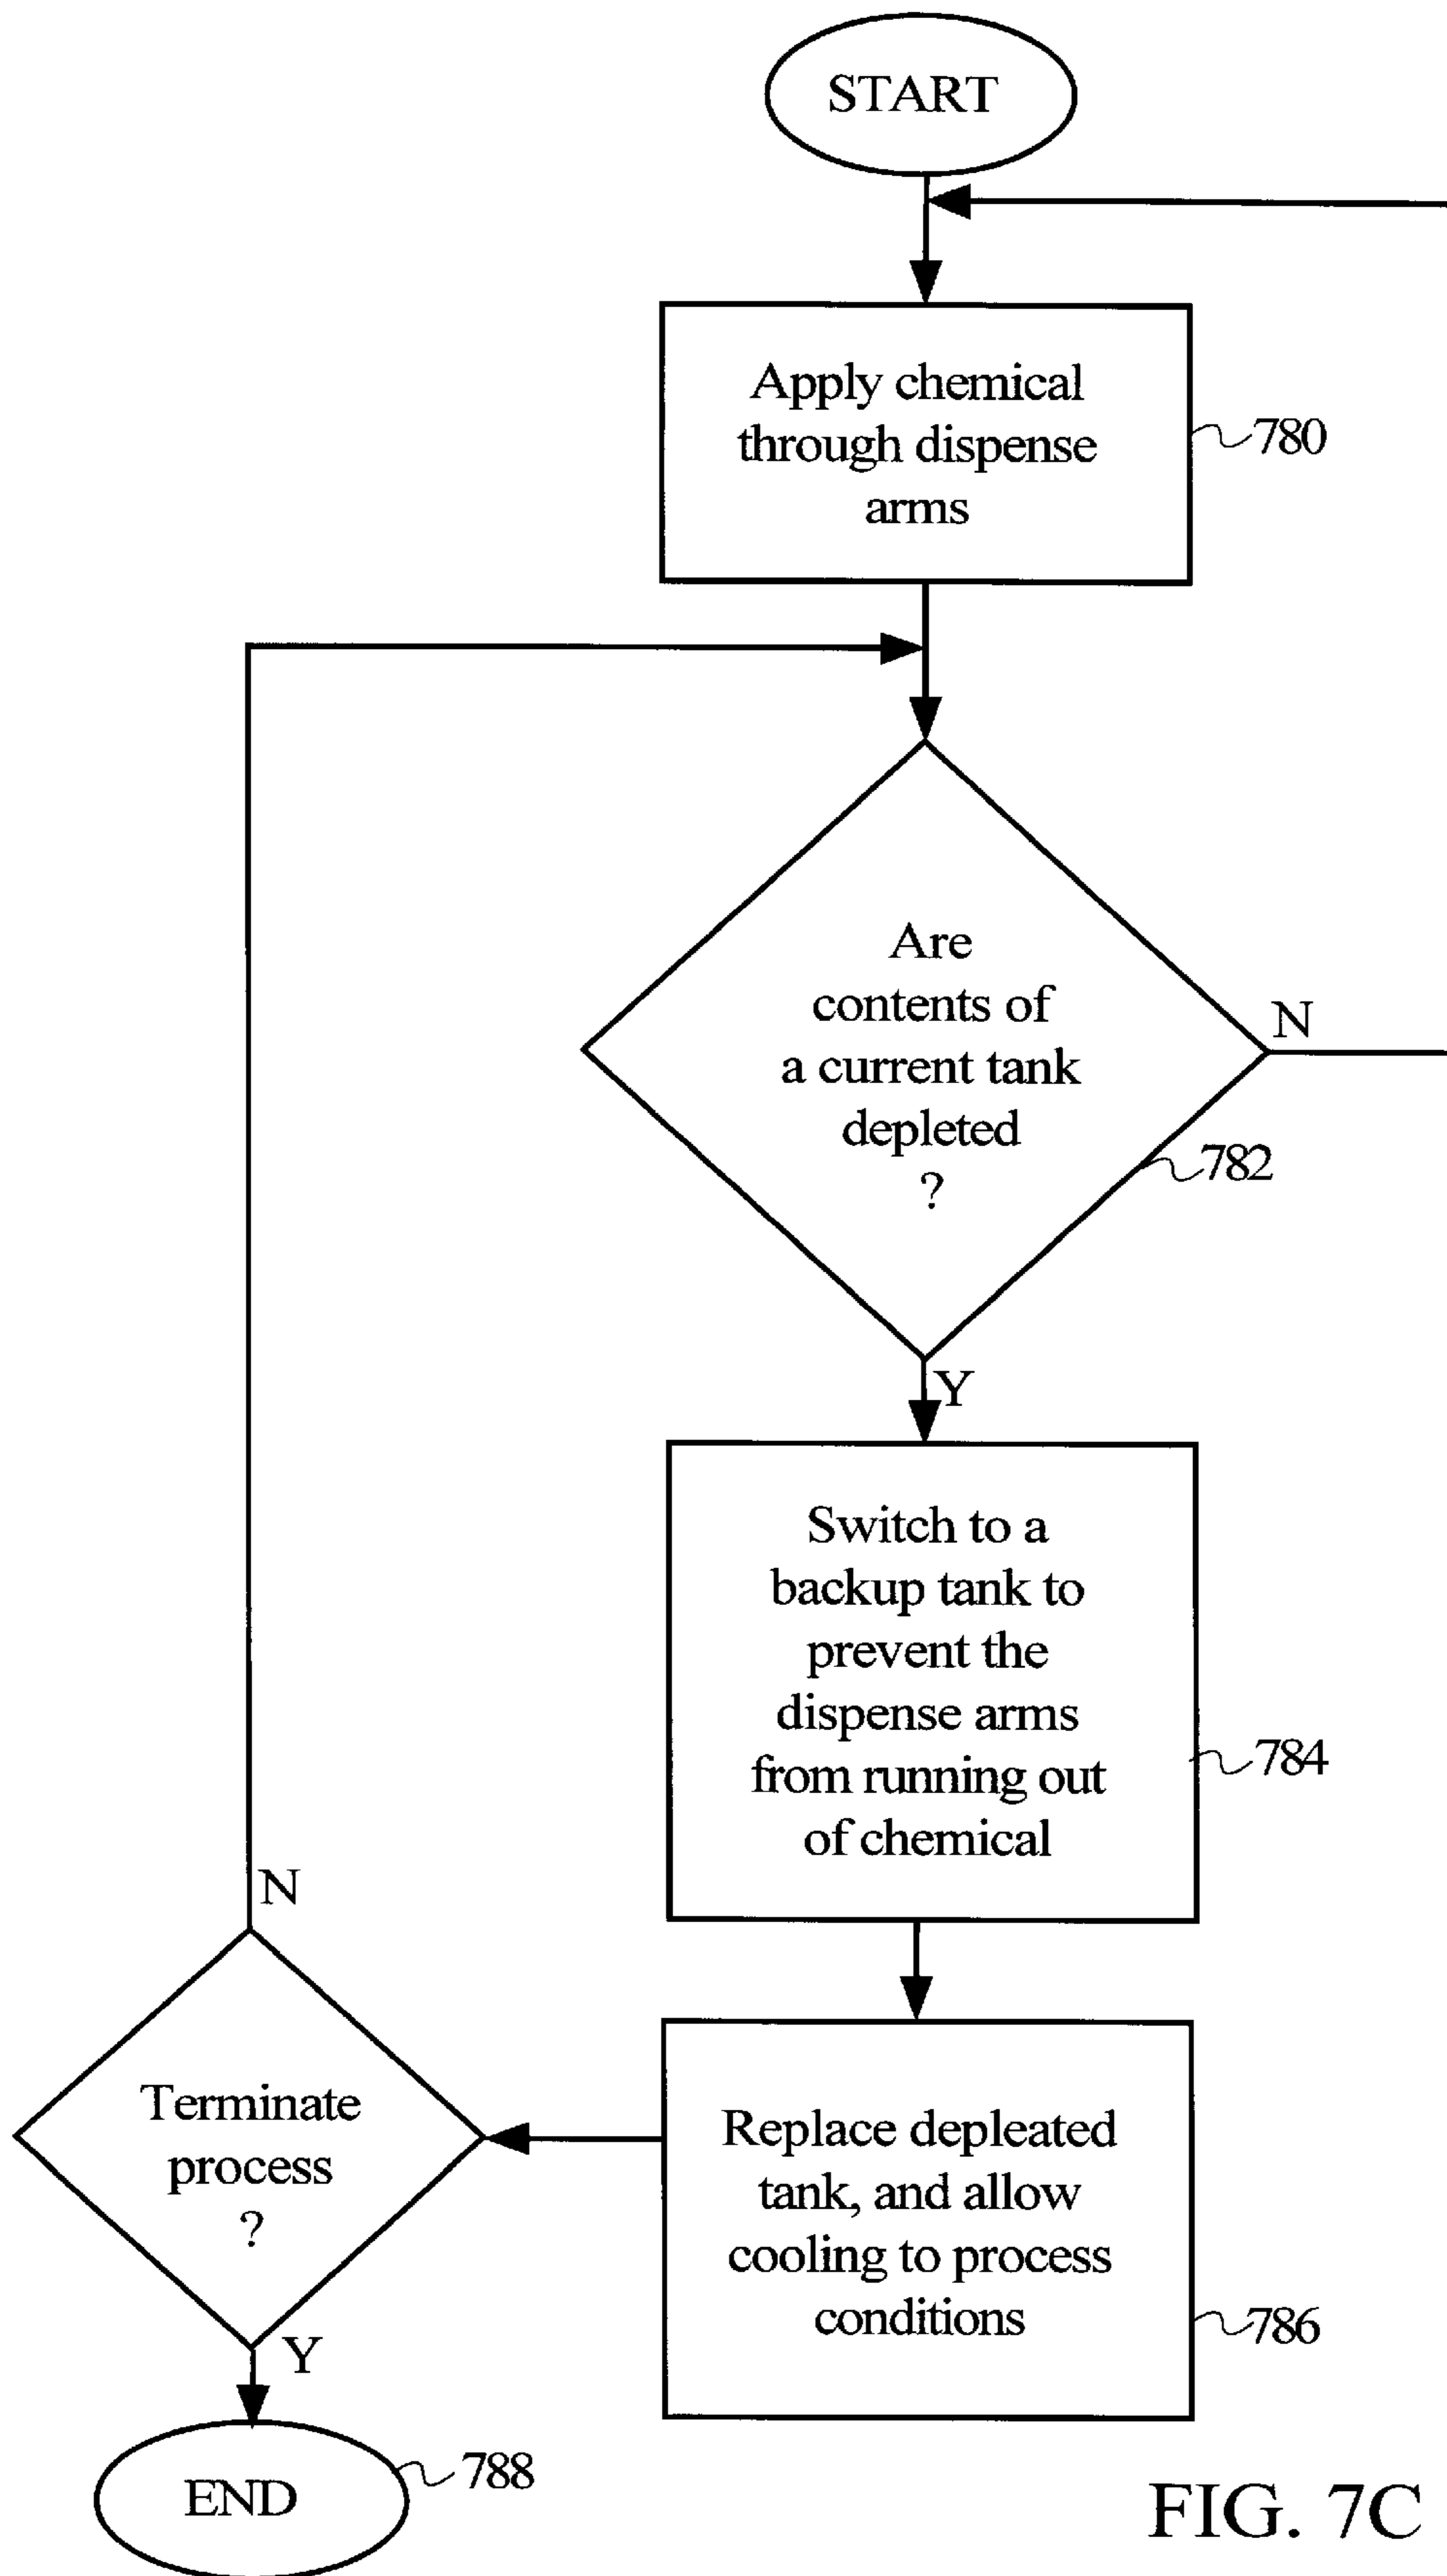 START
Apply chemical
through dispense
arms
780
Are
contents of
a current tank
depleted
?
N
782
Y
Switch to a
backup tank to
prevent the
dispense arms
from running out
of chemical
784
Replace depleated
tank, and allow
cooling to process
conditions
786
N
Terminate
process
?
Y
END
788
FIG. 7C